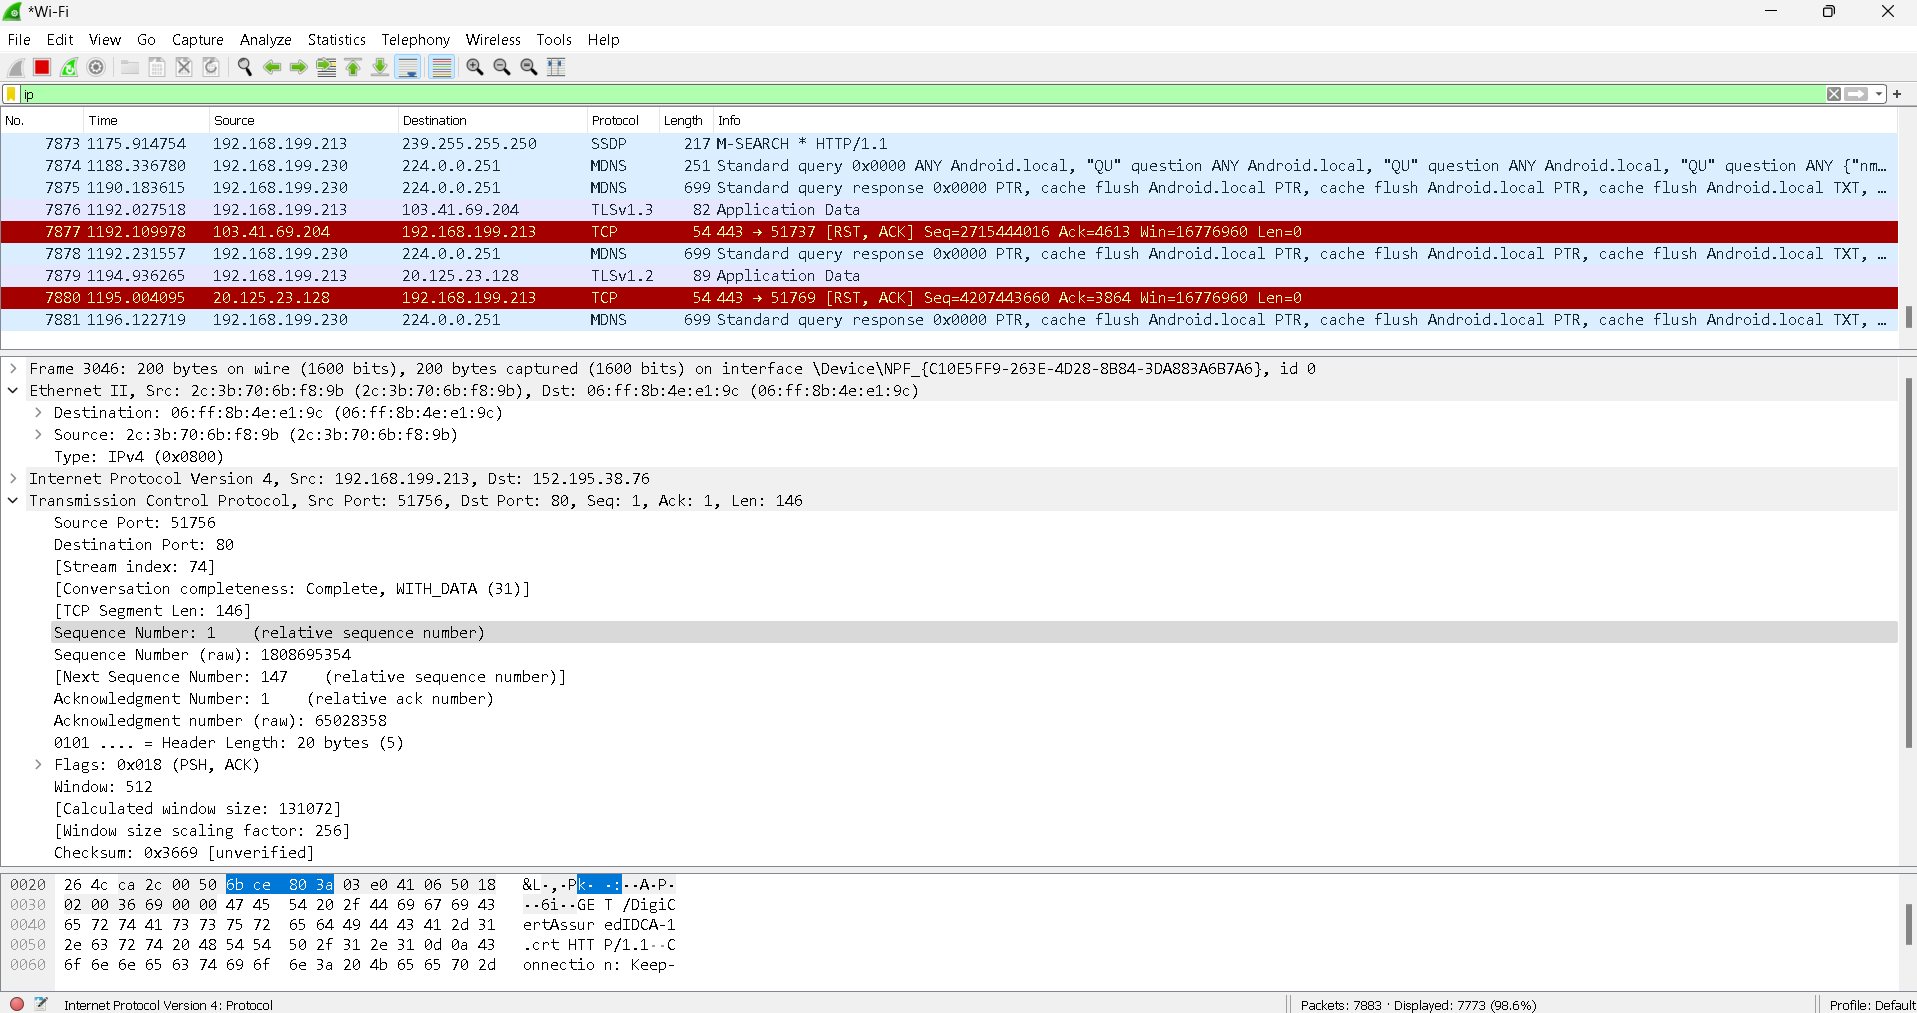 *Wi-Fi
File Edit View Go Capture Analyze Statistics Telephony Wireless Tools Help
ip
No. Time Source Destination Protocol Length Info
7873 1175.914754 192.168.199.213 239.255.255.250 SSDP 217 M-SEARCH * HTTP/1.1
7874 1188.336780 192.168.199.230 224.0.0.251 MDNS 251 Standard query 0x0000 ANY Android.local, "QU" question ANY Android.local, "QU" question ANY Android.local, "QU" question ANY {"nm…
7875 1190.183615 192.168.199.230 224.0.0.251 MDNS 699 Standard query response 0x0000 PTR, cache flush Android.local PTR, cache flush Android.local PTR, cache flush Android.local TXT, …
7876 1192.027518 192.168.199.213 103.41.69.204 TLSv1.3 82 Application Data
7877 1192.109978 103.41.69.204 192.168.199.213 TCP 54 443 → 51737 [RST, ACK] Seq=2715444016 Ack=4613 Win=16776960 Len=0
7878 1192.231557 192.168.199.230 224.0.0.251 MDNS 699 Standard query response 0x0000 PTR, cache flush Android.local PTR, cache flush Android.local PTR, cache flush Android.local TXT, …
7879 1194.936265 192.168.199.213 20.125.23.128 TLSv1.2 89 Application Data
7880 1195.004095 20.125.23.128 192.168.199.213 TCP 54 443 → 51769 [RST, ACK] Seq=4207443660 Ack=3864 Win=16776960 Len=0
7881 1196.122719 192.168.199.230 224.0.0.251 MDNS 699 Standard query response 0x0000 PTR, cache flush Android.local PTR, cache flush Android.local PTR, cache flush Android.local TXT, …
Frame 3046: 200 bytes on wire (1600 bits), 200 bytes captured (1600 bits) on interface \Device\NPF_{C10E5FF9-263E-4D28-8B84-3DA883A6B7A6}, id 0
Ethernet II, Src: 2c:3b:70:6b:f8:9b (2c:3b:70:6b:f8:9b), Dst: 06:ff:8b:4e:e1:9c (06:ff:8b:4e:e1:9c)
Destination: 06:ff:8b:4e:e1:9c (06:ff:8b:4e:e1:9c)
Source: 2c:3b:70:6b:f8:9b (2c:3b:70:6b:f8:9b)
Type: IPv4 (0x0800)
Internet Protocol Version 4, Src: 192.168.199.213, Dst: 152.195.38.76
Transmission Control Protocol, Src Port: 51756, Dst Port: 80, Seq: 1, Ack: 1, Len: 146
Source Port: 51756
Destination Port: 80
[Stream index: 74]
[Conversation completeness: Complete, WITH_DATA (31)]
[TCP Segment Len: 146]
Sequence Number: 1 (relative sequence number)
Sequence Number (raw): 1808695354
[Next Sequence Number: 147 (relative sequence number)]
Acknowledgment Number: 1 (relative ack number)
Acknowledgment number (raw): 65028358
0101 .... = Header Length: 20 bytes (5)
Flags: 0x018 (PSH, ACK)
Window: 512
[Calculated window size: 131072]
[Window size scaling factor: 256]
Checksum: 0x3669 [unverified]
0020 26 4c ca 2c 00 50 6b ce 80 3a 03 e0 41 06 50 18 &L·,·Pk· ·:··A·P·
0030 02 00 36 69 00 00 47 45 54 20 2f 44 69 67 69 43 ··6i··GE T /DigiC
0040 65 72 74 41 73 73 75 72 65 64 49 44 43 41 2d 31 ertAssur edIDCA-1
0050 2e 63 72 74 20 48 54 54 50 2f 31 2e 31 0d 0a 43 .crt HTT P/1.1··C
0060 6f 6e 6e 65 63 74 69 6f 6e 3a 20 4b 65 65 70 2d onnectio n: Keep-
Internet Protocol Version 4: Protocol Packets: 7883 · Displayed: 7773 (98.6%) Profile: Default